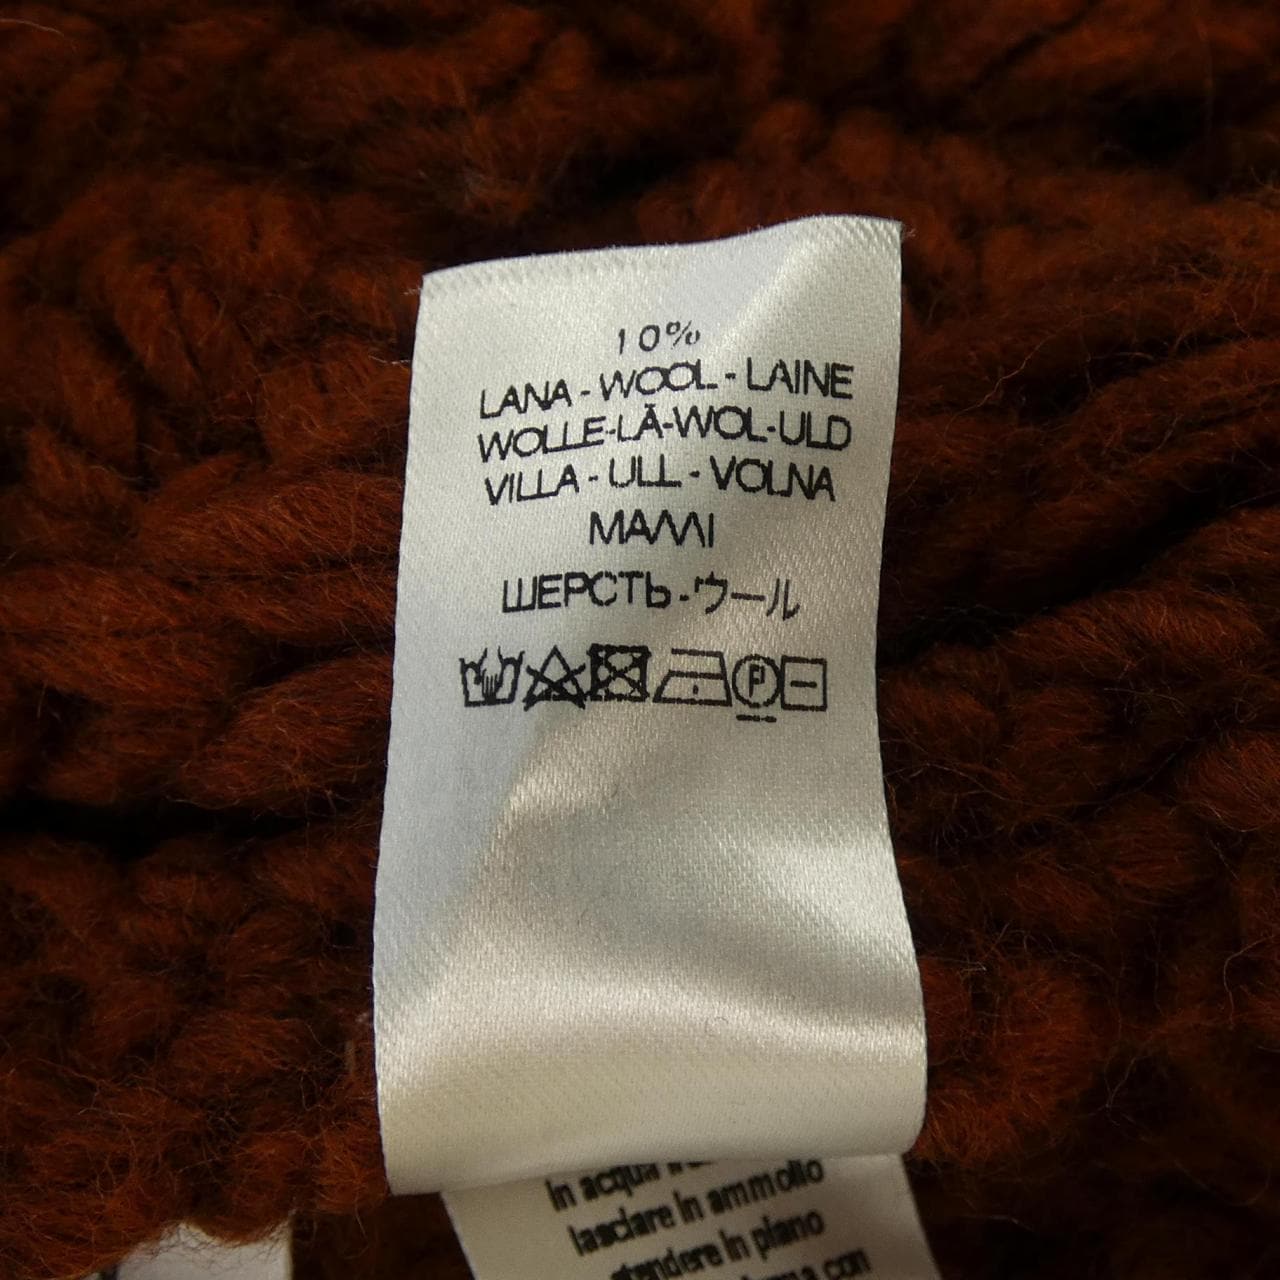 10%
LANA - WOOL - LAINE
WOLLE-LÃ-WOL-ULD
VILLA - ULL - VOLNA
ΜΑΛΛΙ
ШЕРСТЬ-ウール
P
In acqua
lasciare in ammollo
stendere in piano
con